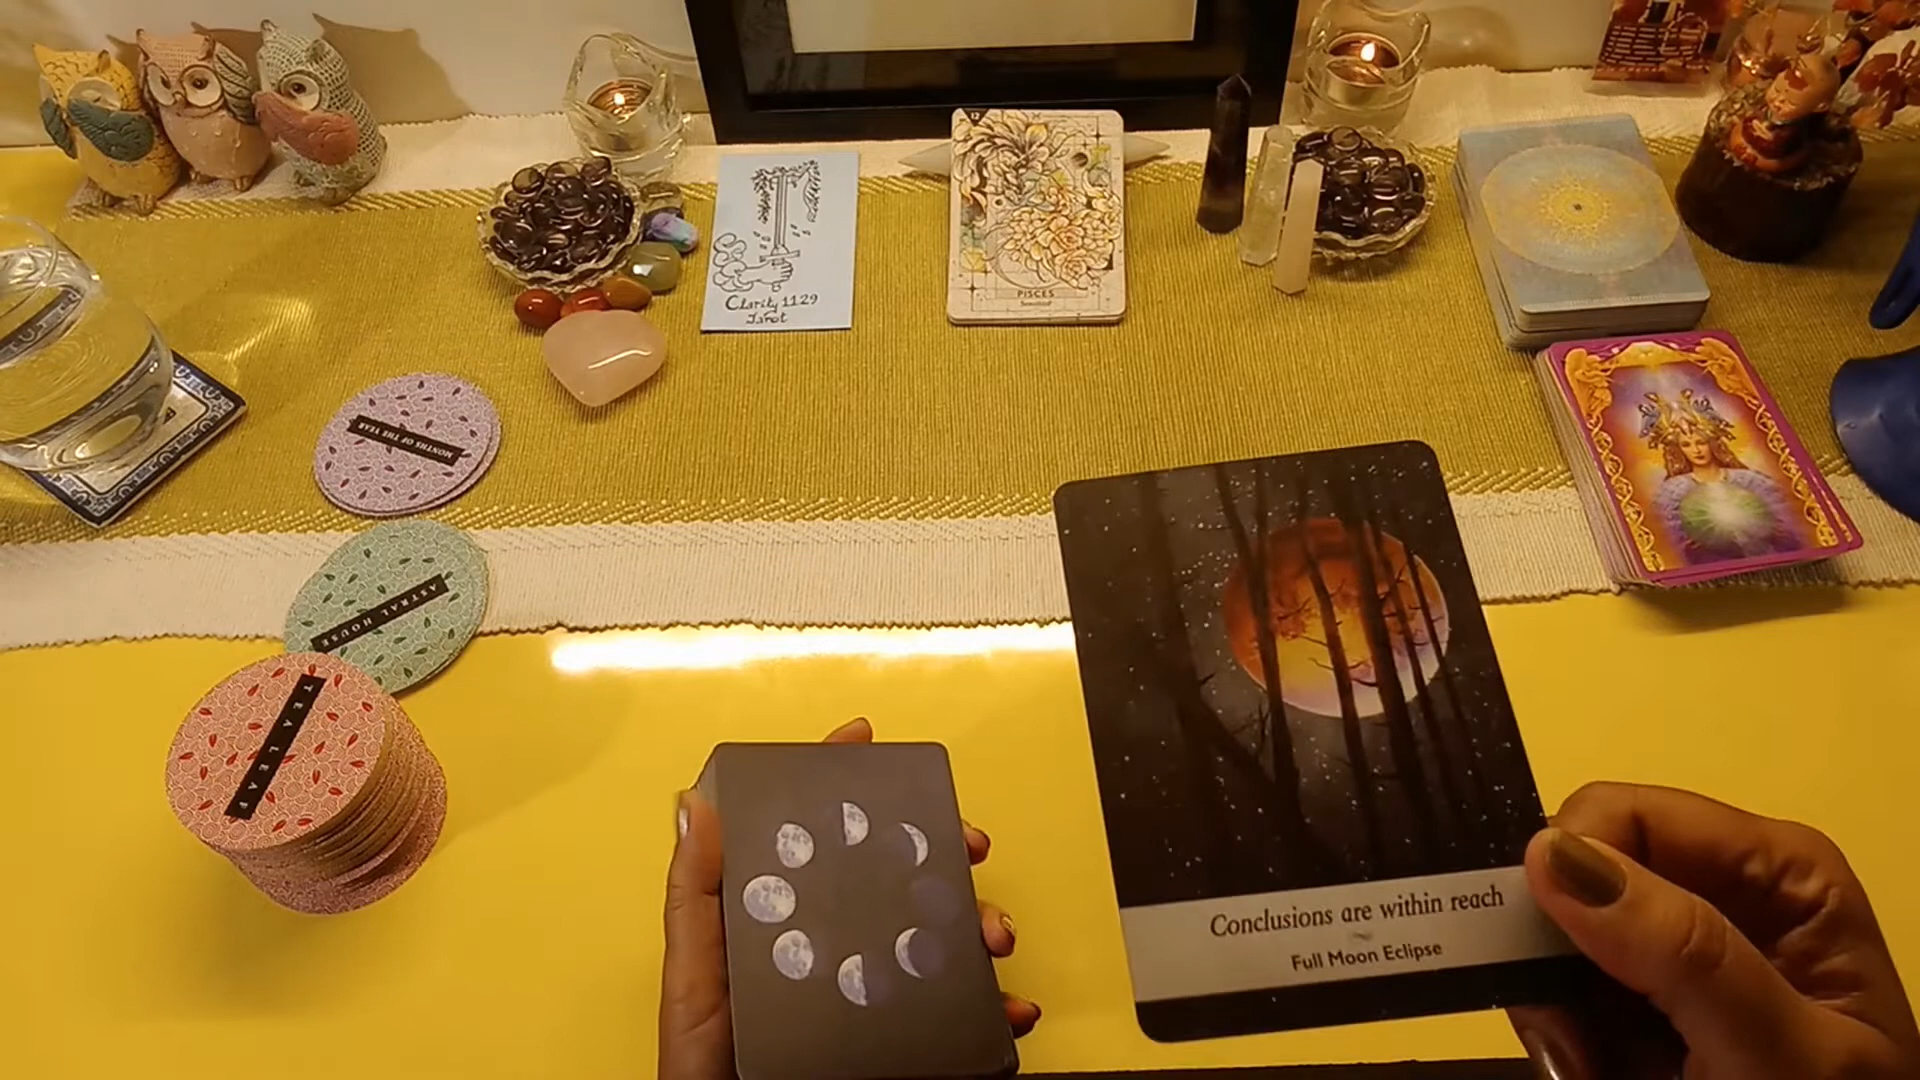 Clarity 1129
Tarot
12
PISCES
MONTHS OF THE YEAR
ASTRAL HOUSE
TEA LEAF
Conclusions are within reach
Full Moon Eclipse